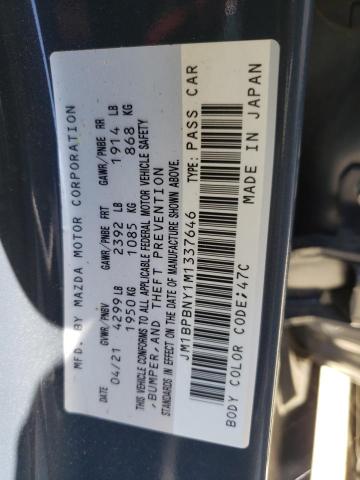 MFD. BY MAZDA MOTOR CORPORATION
DATE GVWR/PNBV GAWR/PNBE FRT GAWR/PNBE RR
04/21 4299 LB 2392 LB 1914 LB
1950 KG 1085 KG 868 KG
THIS VEHICLE CONFORMS TO ALL APPLICABLE FEDERAL MOTOR VEHICLE SAFETY
,BUMPER,AND THEFT PREVENTION
STANDARDS IN EFFECT ON THE DATE OF MANUFACTURE SHOWN ABOVE.
JM1BPBNY1M1337646 TYPE: PASS CAR
BODY COLOR CODE;47C MADE IN JAPAN